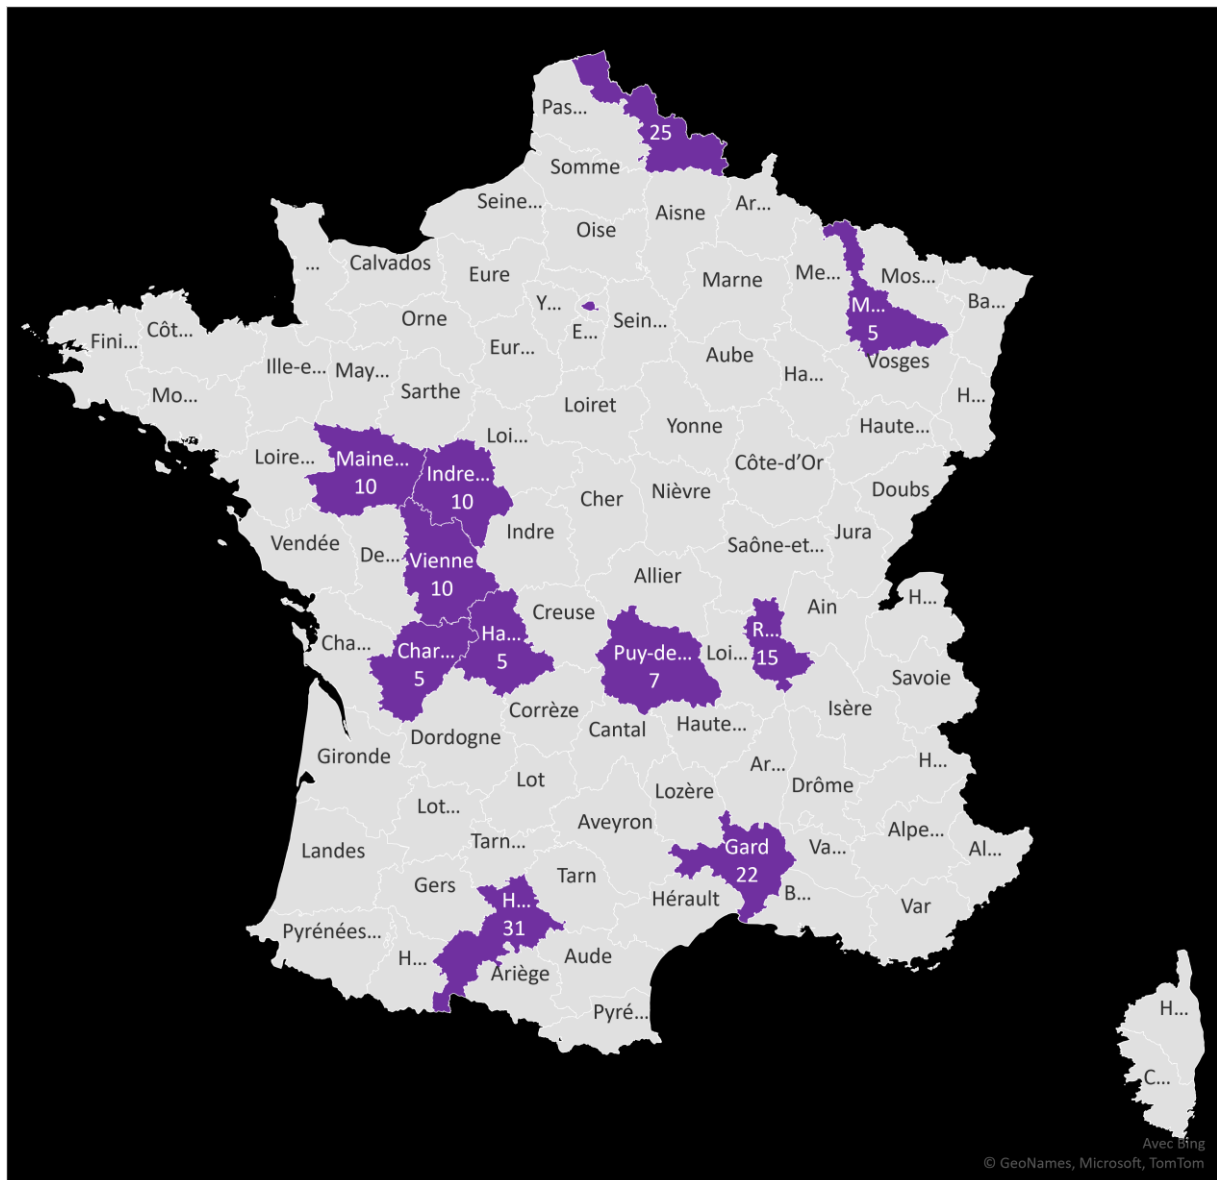 Pas...
25
Somme
Seine...
Aisne
Ar...
Oise
...
Calvados
Eure
Marne
Me...
Mos...
Ba...
Y...
E...
Sein...
M...
5
Orne
Fini...
Côt...
Eur...
Aube
Vosges
Ille-e...
May...
Ha...
Mo...
Sarthe
Loiret
H...
Yonne
Haute...
Loi...
Loire...
Maine...
10
Indre...
10
Côte-d'Or
Cher
Nièvre
Doubs
Vendée
De...
Indre
Saône-et...
Jura
Vienne
10
Allier
H...
Creuse
Ain
Cha...
Char...
5
Ha...
5
Puy-de...
7
Loi...
R...
15
Savoie
Corrèze
Isère
Gironde
Dordogne
Cantal
Haute...
Lot
Ar...
H...
Lozère
Drôme
Lot...
Aveyron
Landes
Tarn...
Gard
22
Va...
Alpe...
Al...
Gers
Tarn
Hérault
B...
Var
H...
31
Pyrénées...
H...
Ariège
Aude
Pyré...
H...
C...
Avec Bing
© GeoNames, Microsoft, TomTom